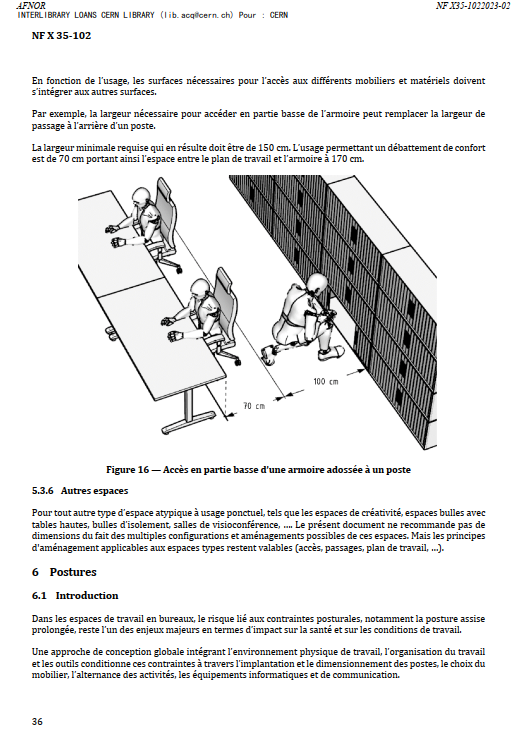 AFNOR NF X35-1022023-02
INTERLIBRARY LOANS CERN LIBRARY (lib.acq@cern.ch) Pour : CERN
NF X 35-102
En fonction de l'usage, les surfaces nécessaires pour l'accès aux différents mobiliers et matériels doivent
s'intégrer aux autres surfaces.
Par exemple, la largeur nécessaire pour accéder en partie basse de l'armoire peut remplacer la largeur de
passage à l'arrière d'un poste.
La largeur minimale requise qui en résulte doit être de 150 cm. L'usage permettant un débattement de confort
est de 70 cm portant ainsi l'espace entre le plan de travail et l'armoire à 170 cm.
100 cm
70 cm
Figure 16 — Accès en partie basse d'une armoire adossée à un poste
5.3.6 Autres espaces
Pour tout autre type d'espace atypique à usage ponctuel, tels que les espaces de créativité, espaces bulles avec
tables hautes, bulles d'isolement, salles de visioconférence, .... Le présent document ne recommande pas de
dimensions du fait des multiples configurations et aménagements possibles de ces espaces. Mais les principes
d'aménagement applicables aux espaces types restent valables (accès, passages, plan de travail, ...).
6 Postures
6.1 Introduction
Dans les espaces de travail en bureaux, le risque lié aux contraintes posturales, notamment la posture assise
prolongée, reste l'un des enjeux majeurs en termes d'impact sur la santé et sur les conditions de travail.
Une approche de conception globale intégrant l'environnement physique de travail, l'organisation du travail
et les outils conditionne ces contraintes à travers l'implantation et le dimensionnement des postes, le choix du
mobilier, l'alternance des activités, les équipements informatiques et de communication.
36